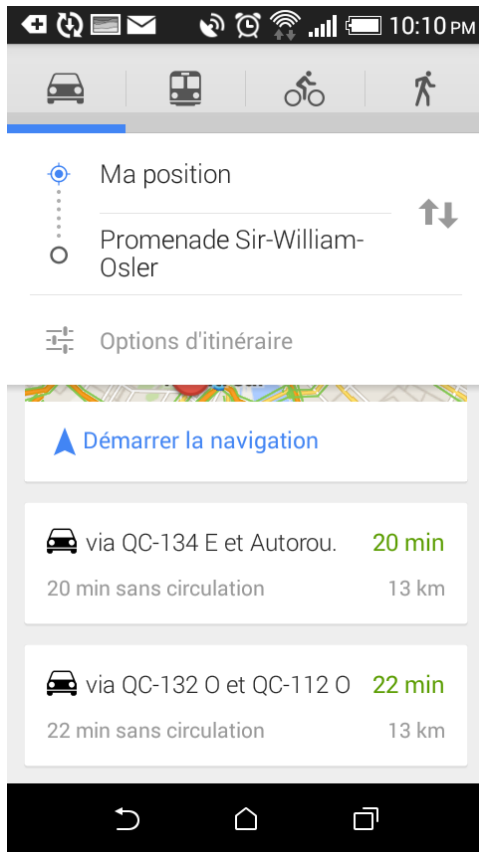 10:10 PM
Ma position
Promenade Sir-William-
Osler
Options d'itinéraire
Démarrer la navigation
via QC-134 E et Autorou. 20 min
20 min sans circulation 13 km
via QC-132 O et QC-112 O 22 min
22 min sans circulation 13 km